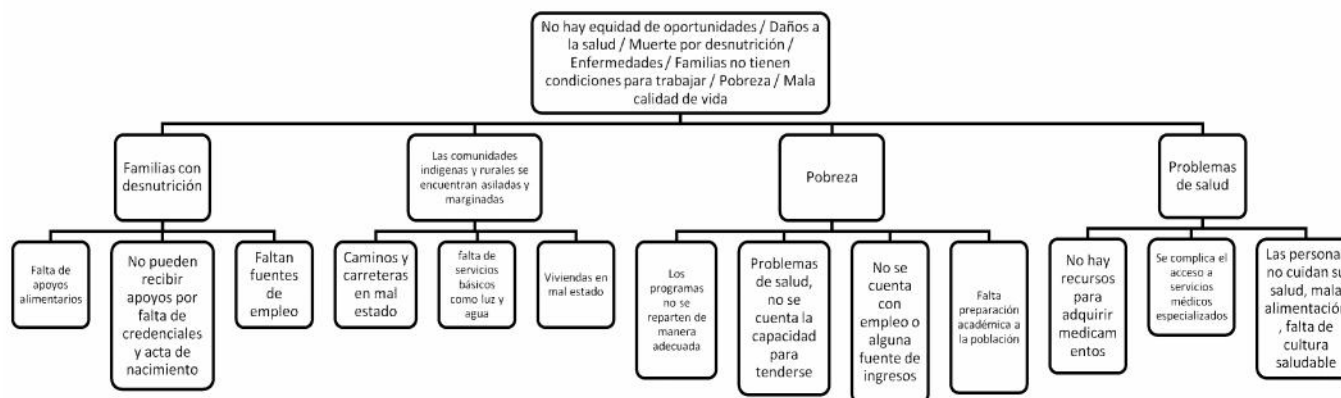 No hay equidad de oportunidades / Daños a
la salud / Muerte por desnutrición /
Enfermedades / Familias no tienen
condiciones para trabajar / Pobreza / Mala
calidad de vida
Familias con
desnutrición
Las comunidades
indigenas y rurales se
encuentran asiladas y
marginadas
Pobreza
Problemas
de salud
Falta de
apoyos
alimentarios
No pueden
recibir
apoyos por
falta de
credenciales
y acta de
nacimiento
Faltan
fuentes
de
empleo
Caminos y
carreteras
en mal
estado
falta de
servicios
básicos
como luz y
agua
Viviendas en
mal estado
Los
programas
no se
reparten de
manera
adecuada
Problemas
de salud,
no se
cuenta la
capacidad
para
tenderse
No se
cuenta
con
empleo o
alguna
fuente de
ingresos
Falta
preparación
académica a
la población
No hay
recursos
para
adquirir
medicam
entos
Se complica el
acceso a
servicios
médicos
especializados
Las persona
no cuidan su
salud, mala
alimentación
, falta de
cultura
saludable